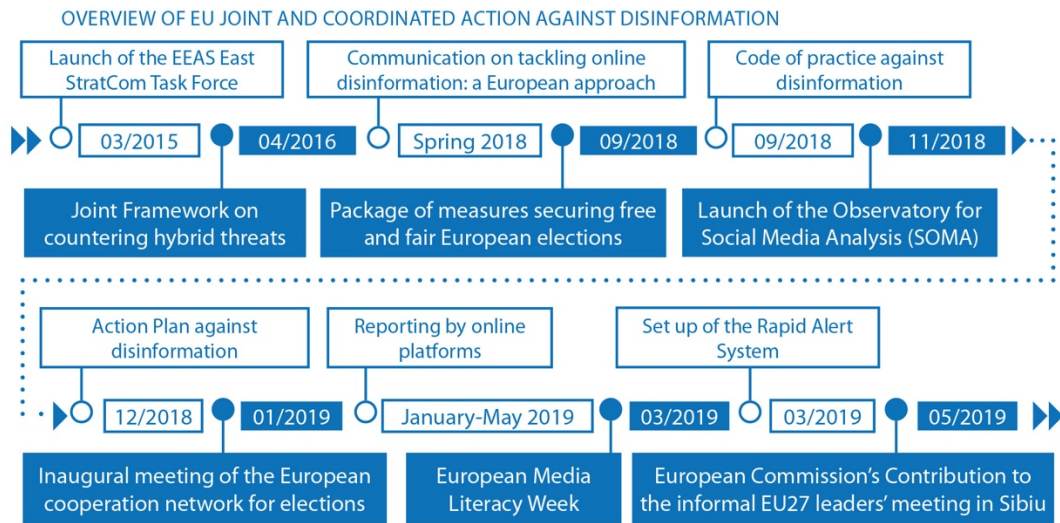 OVERVIEW OF EU JOINT AND COORDINATED ACTION AGAINST DISINFORMATION
Launch of the EEAS East
StratCom Task Force
Communication on tackling online
disinformation: a European approach
Code of practice against
disinformation
03/2015
04/2016
Spring 2018
09/2018
09/2018
11/2018
Joint Framework on
countering hybrid threats
Package of measures securing free
and fair European elections
Launch of the Observatory for
Social Media Analysis (SOMA)
Action Plan against
disinformation
Reporting by online
platforms
Set up of the Rapid Alert
System
12/2018
01/2019
January-May 2019
03/2019
03/2019
05/2019
Inaugural meeting of the European
cooperation network for elections
European Media
Literacy Week
European Commission’s Contribution to
the informal EU27 leaders’ meeting in Sibiu